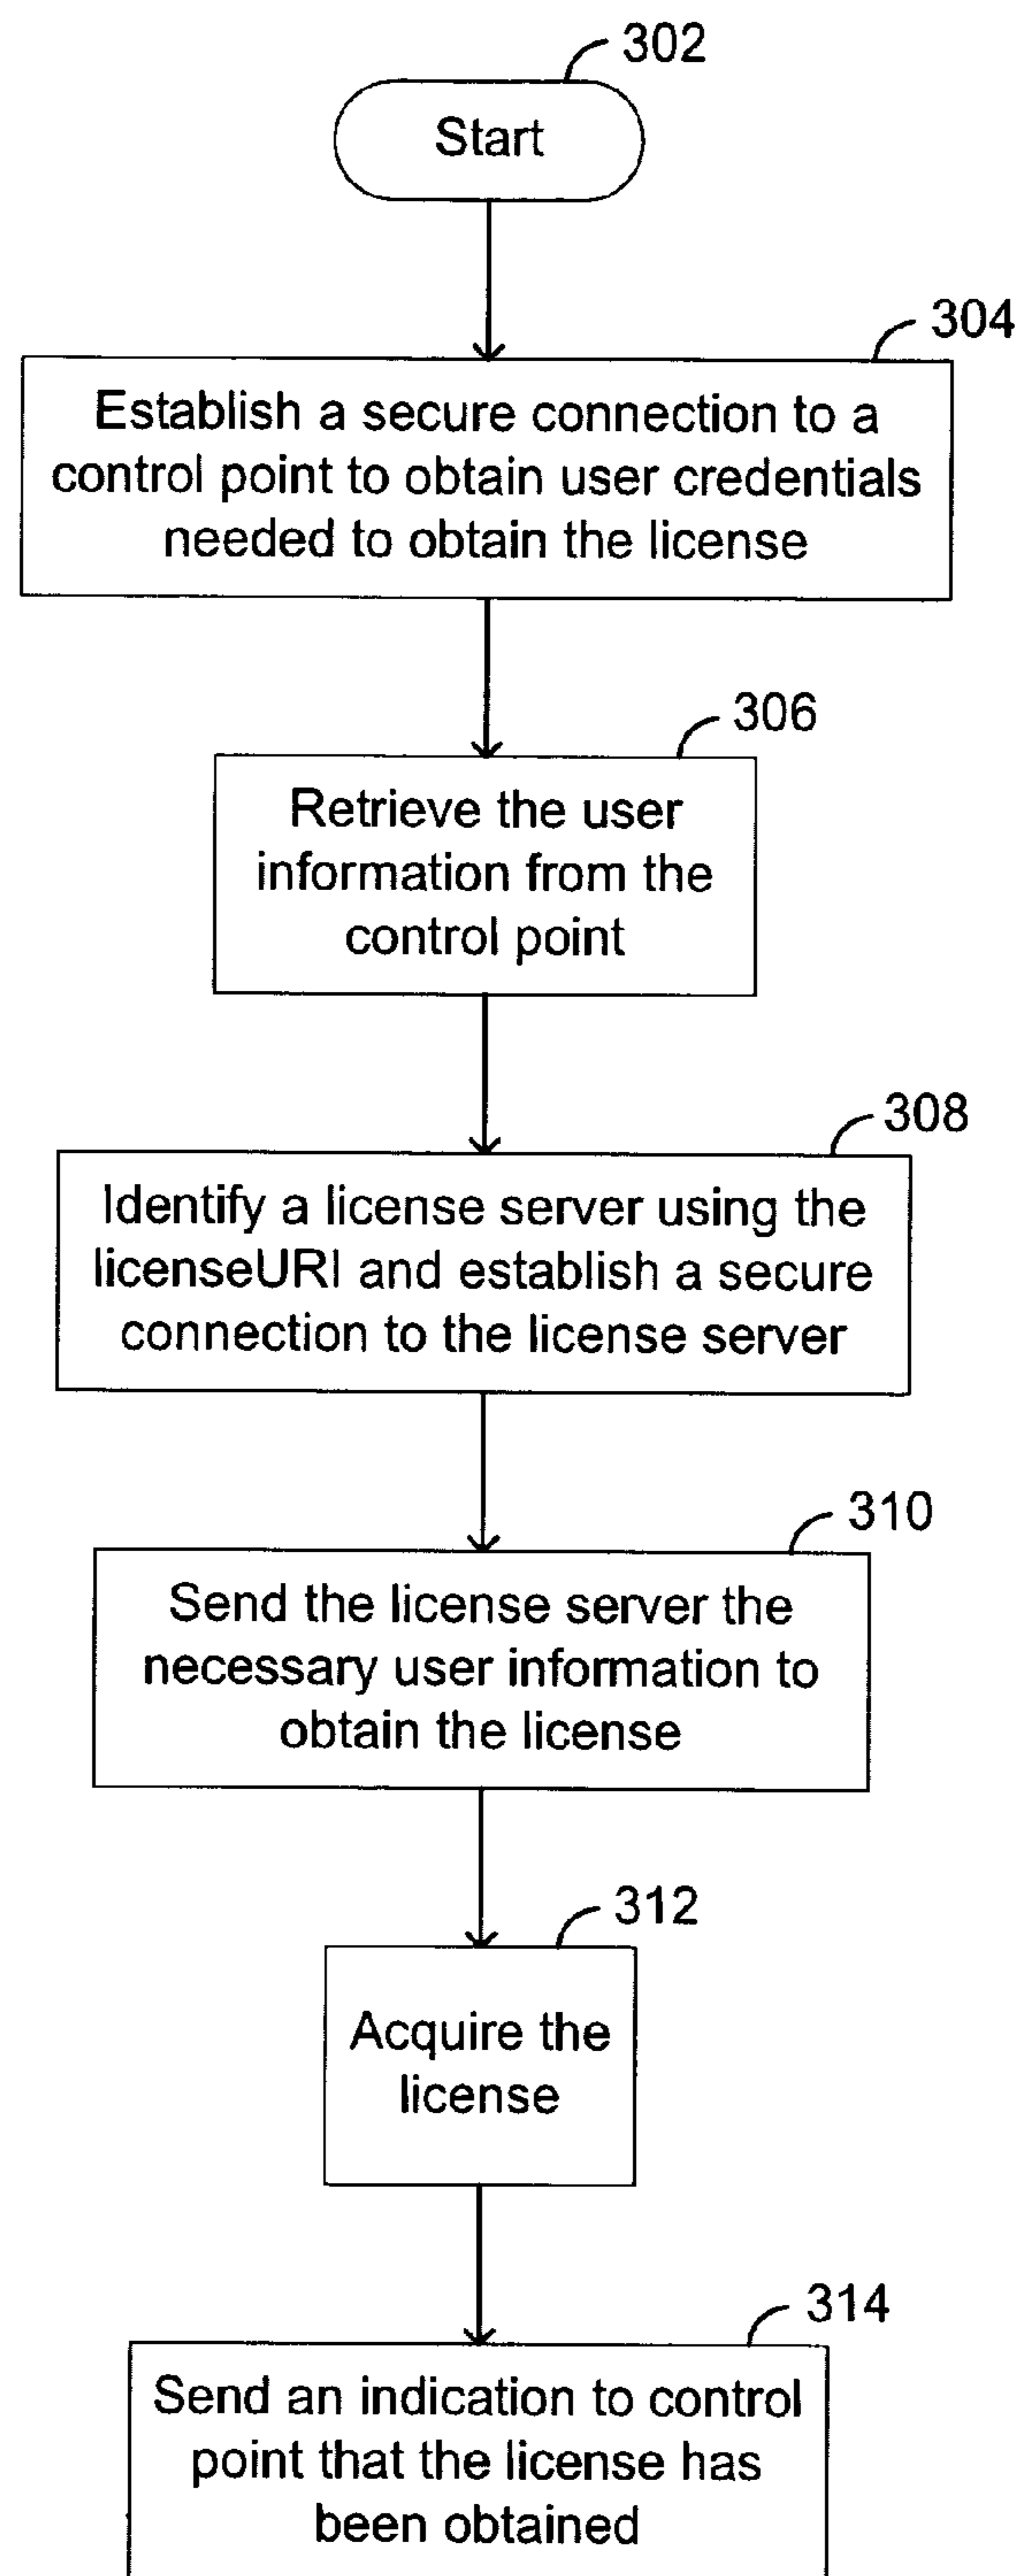 302
Start
304
Establish a secure connection to a
control point to obtain user credentials
needed to obtain the license
306
Retrieve the user
information from the
control point
308
Identify a license server using the
licenseURI and establish a secure
connection to the license server
310
Send the license server the
necessary user information to
obtain the license
312
Acquire the
license
314
Send an indication to control
point that the license has
been obtained